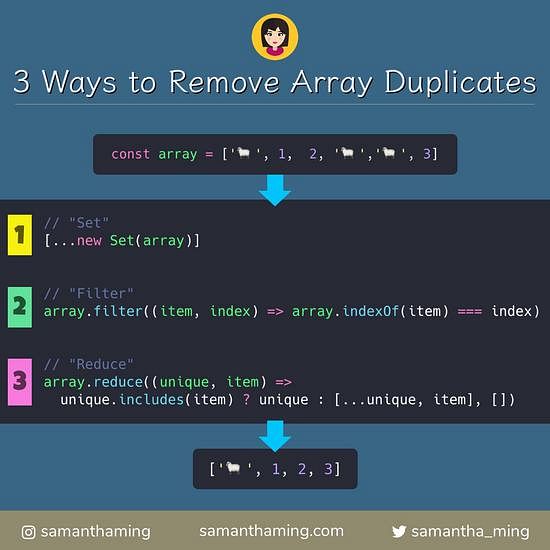 3 Ways to Remove Array Duplicates
const array = ['🐑', 1, 2, '🐑','🐑', 3]
1
// "Set"
[...new Set(array)]
2
// "Filter"
array.filter((item, index) => array.indexOf(item) === index)
3
// "Reduce"
array.reduce((unique, item) =>
unique.includes(item) ? unique : [...unique, item], [])
['🐑', 1, 2, 3]
samanthaming samanthaming.com samantha_ming